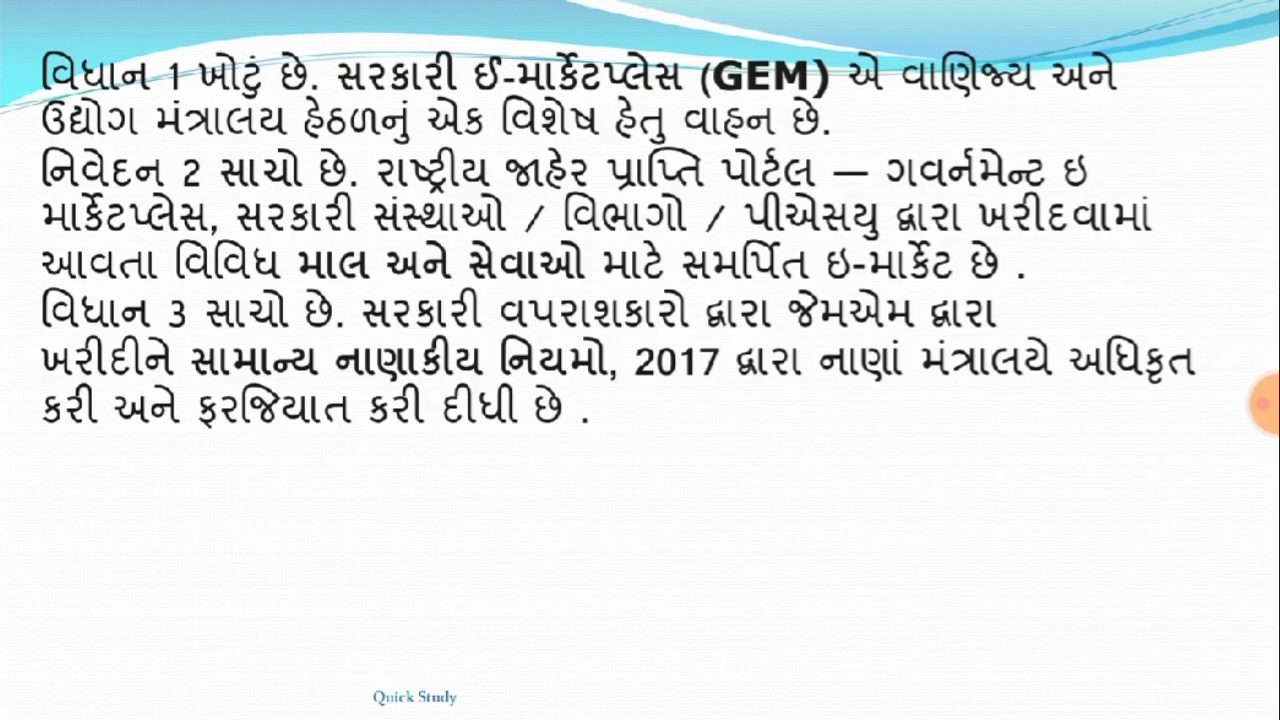 વિધાન 1 ખોટું છે. સરકારી ઈ-માર્કેટપ્લેસ (GEM) એ વાણિજ્ય અને
ઉદ્યોગ મંત્રાલય હેઠળનું એક વિશેષ હેતુ વાહન છે.
નિવેદન 2 સાચો છે. રાષ્ટ્રીય જાહેર પ્રાપ્તિ પોર્ટલ — ગવર્નમેન્ટ ઇ
માર્કેટપ્લેસ, સરકારી સંસ્થાઓ / વિભાગો / પીએસયુ દ્વારા ખરીદવામાં
આવતા વિવિધ માલ અને સેવાઓ માટે સમર્પિત ઇ-માર્કેટ છે .
વિધાન 3 સાચો છે. સરકારી વપરાશકારો દ્વારા જેમએમ દ્વારા
ખરીદીને સામાન્ય નાણાકીય નિયમો, 2017 દ્વારા નાણાં મંત્રાલયે અધિકૃત
કરી અને ફરજિયાત કરી દીધી છે .
Quick Study